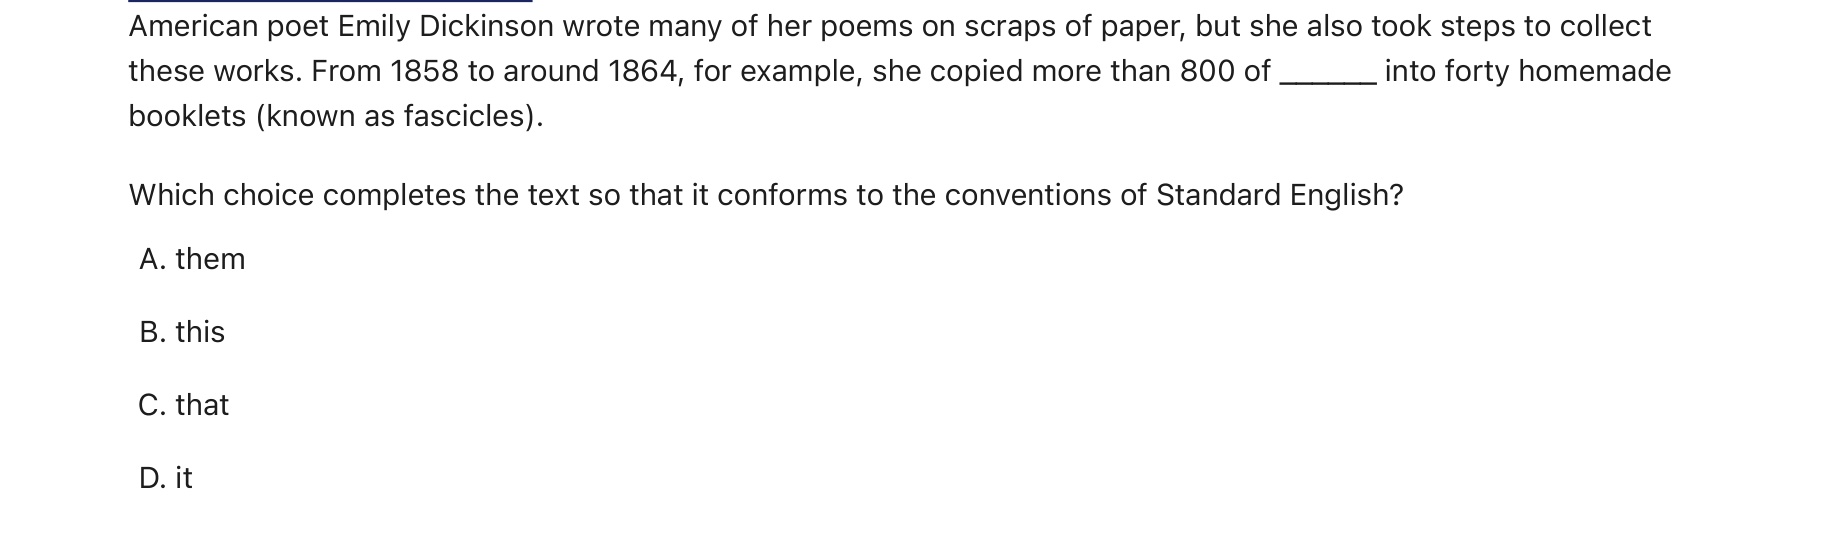 American poet Emily Dickinson wrote many of her poems on scraps of paper, but she also took steps to collect
these works. From 1858 to around 1864, for example, she copied more than 800 of ______ into forty homemade
booklets (known as fascicles).
Which choice completes the text so that it conforms to the conventions of Standard English?
A. them
B. this
C. that
D. it